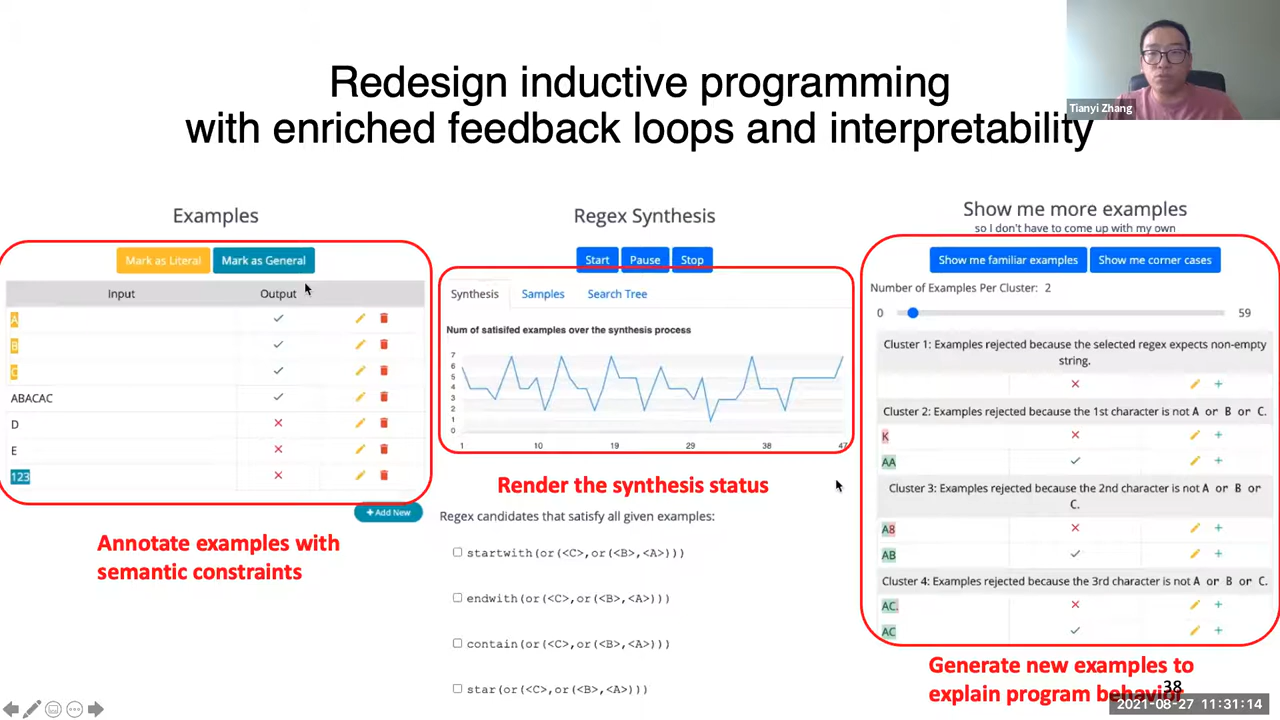 Redesign inductive programming
with enriched feedback loops and interpretability
Tianyi Zhang
Examples
Mark as Literal Mark as General
Input Output
A
B
C
ABACAC
D
E
123
+ Add New
Annotate examples with
semantic constraints
Regex Synthesis
Start Pause Stop
Synthesis Samples Search Tree
Num of satisifed examples over the synthesis process
7
6
5
4
3
2
1
0
1 10 19 29 38 47
Render the synthesis status
Regex candidates that satisfy all given examples:
startwith(or(<C>,or(<B>,<A>)))
endwith(or(<C>,or(<B>,<A>)))
contain(or(<C>,or(<B>,<A>)))
star(or(<C>,or(<B>,<A>)))
Show me more examples
so I don't have to come up with my own
Show me familiar examples Show me corner cases
Number of Examples Per Cluster: 2
0 59
Cluster 1: Examples rejected because the selected regex expects non-empty
string.
Cluster 2: Examples rejected because the 1st character is not A or B or C.
K
AA
Cluster 3: Examples rejected because the 2nd character is not A or B or
C.
A8
AB
Cluster 4: Examples rejected because the 3rd character is not A or B or C.
AC.
AC
Generate new examples to
explain program behavior
38
2021-08-27 11:31:14